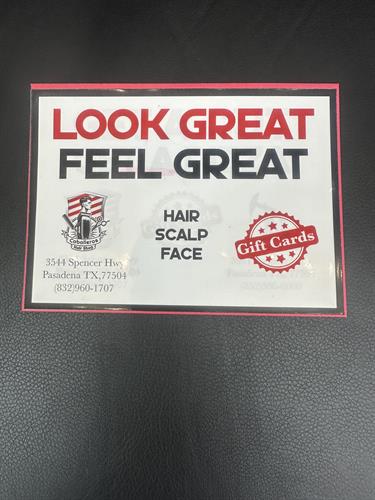 LOOK GREAT
FEEL GREAT
Caballeros
Hair Shop
HAIR
SCALP
FACE
Gift Cards
3544 Spencer Hwy
Pasadena TX,77504
(832)960-1707